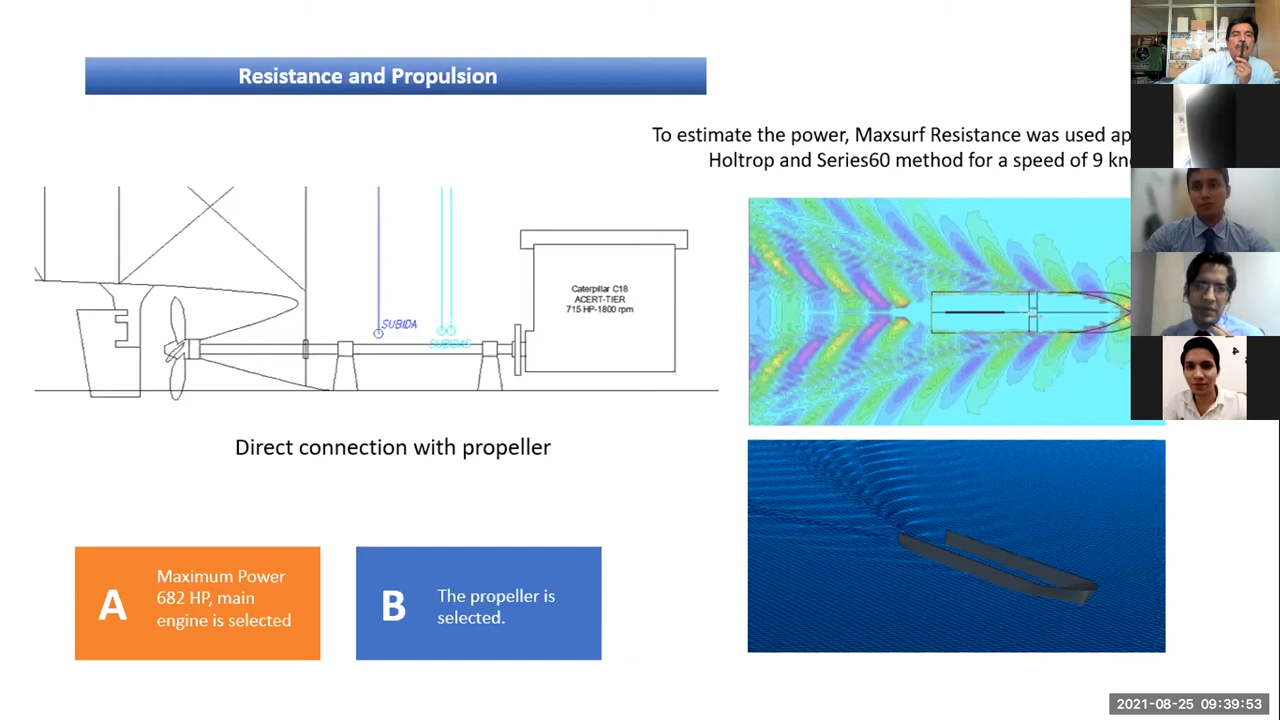 Resistance and Propulsion
To estimate the power, Maxsurf Resistance was used
Holtrop and Series60 method for a speed of 9
SUBIDA
SUBIDAS
Caterpillar C18
ACERT-TIER
715 HP-1800 rpm
Direct connection with propeller
A
Maximum Power
682 HP, main
engine is selected
B
The propeller is
selected.
2021-08-25 09:39:53